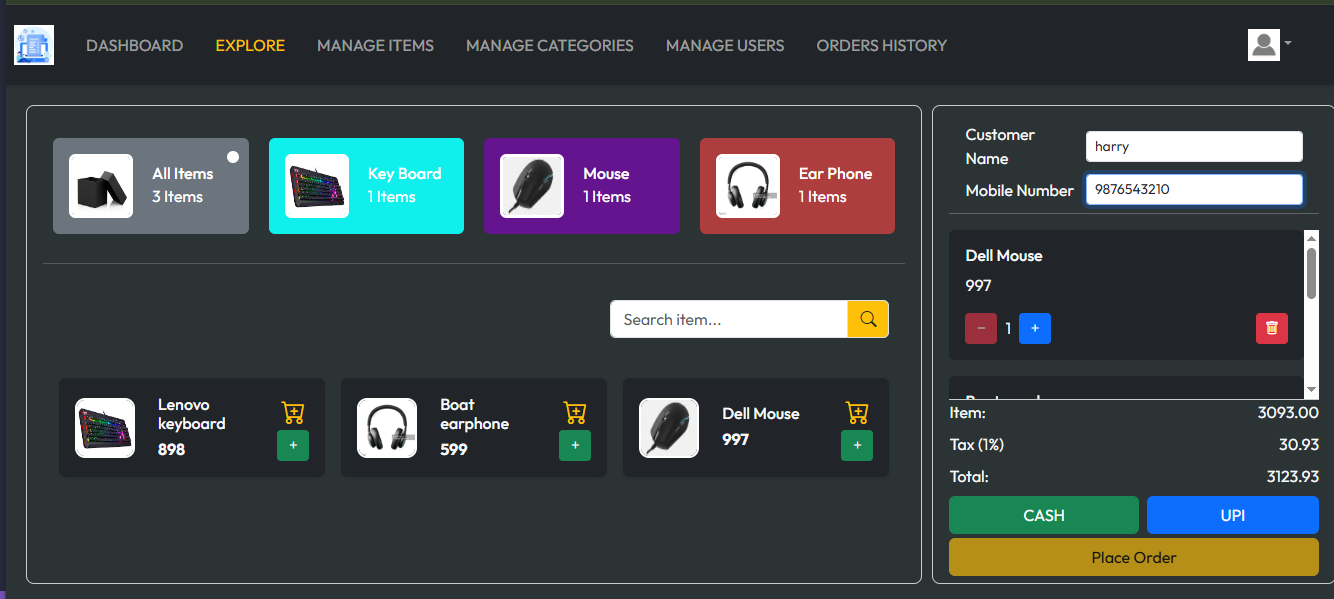 DASHBOARD EXPLORE MANAGE ITEMS MANAGE CATEGORIES MANAGE USERS ORDERS HISTORY
All Items
3 Items
Key Board
1 Items
Mouse
1 Items
Ear Phone
1 Items
Search item...
Lenovo
keyboard
898
+
Boat
earphone
599
+
Dell Mouse
997
+
Customer
Name
harry
Mobile Number
9876543210
Dell Mouse
997
− 1 +
Item: 3093.00
Tax (1%) 30.93
Total: 3123.93
CASH UPI
Place Order